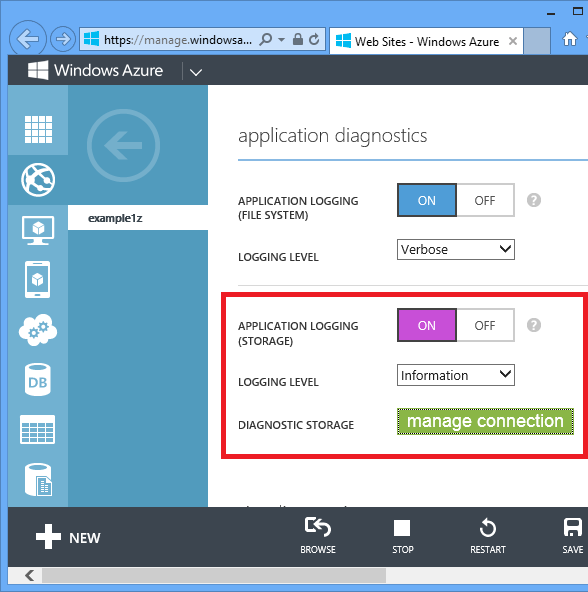 https://manage.windowsa...
Web Sites - Windows Azure
Windows Azure
application diagnostics
example1z
APPLICATION LOGGING
(FILE SYSTEM)
ON OFF ?
LOGGING LEVEL Verbose
APPLICATION LOGGING
(STORAGE)
ON OFF ?
LOGGING LEVEL Information
DIAGNOSTIC STORAGE manage connection
DB
NEW
BROWSE STOP RESTART SAVE